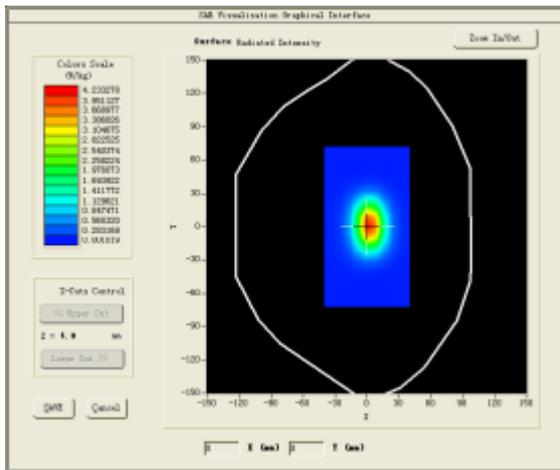 SAR Visualisation Graphical Interface
Surface Radiated Intensity
Zoom In/Out
Colors Scale
(W/kg)
4.233278
3.951127
3.668977
3.386826
3.104675
2.822525
2.540374
2.258224
1.976073
1.693922
1.411772
1.129621
0.847471
0.565320
0.283169
0.001019
150
120
90
60
30
0
-30
-60
-90
-120
-150
Y
-150 -120 -90 -60 -30 0 30 60 90 120 150
X
Z-Cuts Control
<< Upper Cut
Z = mm
Lower Cut >>
SAVE Cancel
X (mm) Y (mm)